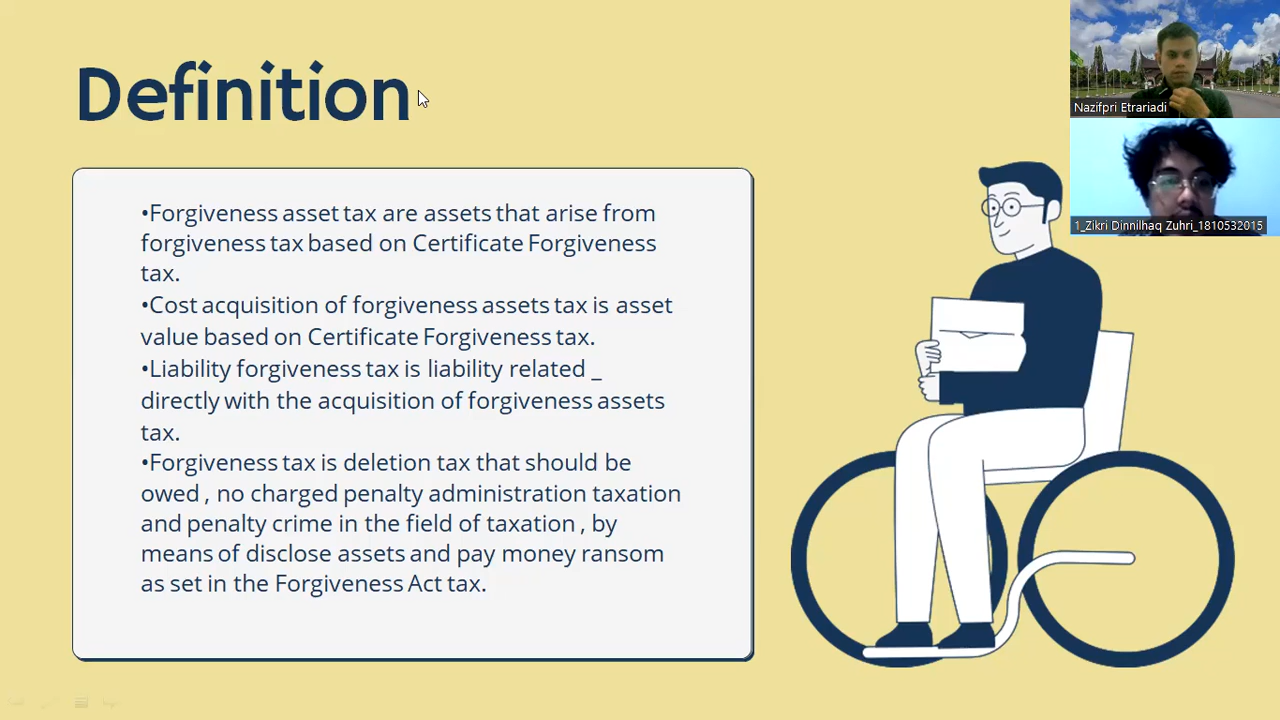 Definition
•Forgiveness asset tax are assets that arise from
forgiveness tax based on Certificate Forgiveness
tax.
•Cost acquisition of forgiveness assets tax is asset
value based on Certificate Forgiveness tax.
•Liability forgiveness tax is liability related _
directly with the acquisition of forgiveness assets
tax.
•Forgiveness tax is deletion tax that should be
owed , no charged penalty administration taxation
and penalty crime in the field of taxation , by
means of disclose assets and pay money ransom
as set in the Forgiveness Act tax.
Nazifpri Etrariadi
1_Zikri Dinnilhaq Zuhri_1810532015